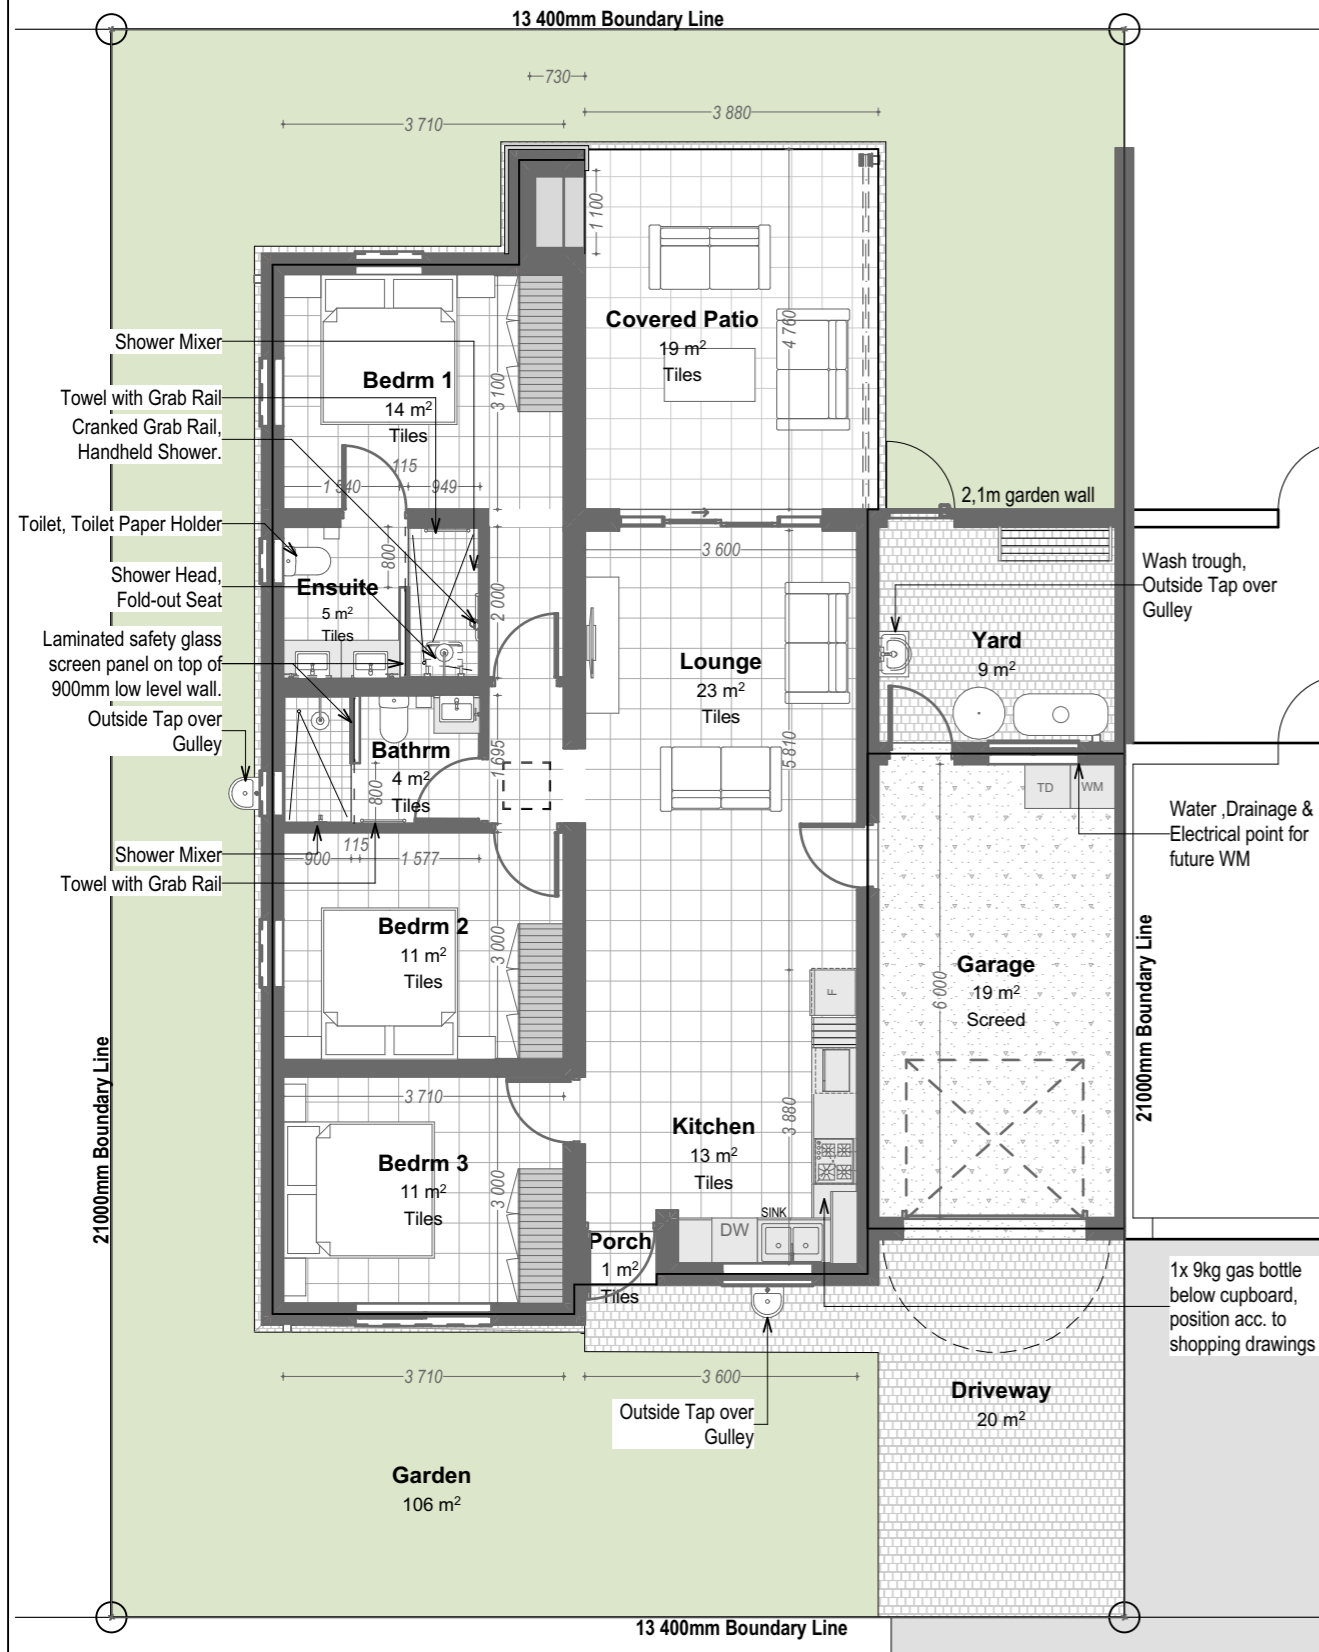 13 400mm Boundary Line
730
3 880
3 710
1 100
Covered Patio
19 m²
Tiles
4 760
Shower Mixer
Bedrm 1
14 m²
Tiles
3 100
Towel with Grab Rail
Cranked Grab Rail,
Handheld Shower.
115
1 540
949
2,1m garden wall
Toilet, Toilet Paper Holder
3 600
800
Wash trough,
Outside Tap over
Gulley
Shower Head,
Fold-out Seat
Ensuite
5 m²
Tiles
2 000
Laminated safety glass
screen panel on top of
900mm low level wall.
Lounge
23 m²
Tiles
Yard
9 m²
Outside Tap over
Gulley
Bathrm
4 m²
Tiles
1 695
800
5 810
TD
WM
Water ,Drainage &
Electrical point for
future WM
Shower Mixer
115
900
1 577
Towel with Grab Rail
Bedrm 2
11 m²
Tiles
3 000
F
Garage
19 m²
Screed
6 000
21000mm Boundary Line
21000mm Boundary Line
3 710
Kitchen
13 m²
Tiles
3 880
Bedrm 3
11 m²
Tiles
3 000
SINK
DW
Porch
1 m²
Tiles
1x 9kg gas bottle
below cupboard,
position acc. to
shopping drawings
3 710
3 600
Driveway
20 m²
Outside Tap over
Gulley
Garden
106 m²
13 400mm Boundary Line